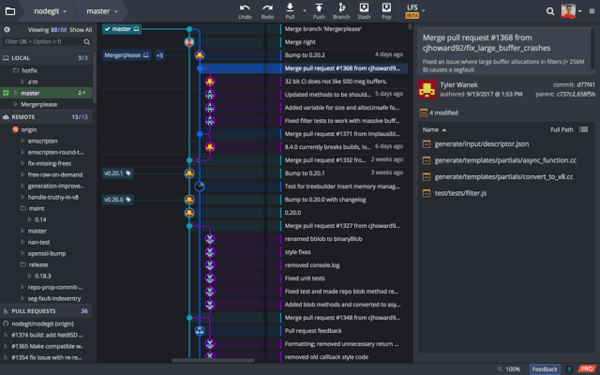 nodegit
master
Undo
Redo
Pull
Push
Branch
Stash
Pop
LFS
BETA
Viewing 88/88 Show All
Filter (⌘ + Option + f)
LOCAL 3/3
hotfix
master
Mergerplease
REMOTE 13/13
origin
emscripten
emscripten-round-t...
fix-missing-frees
free-raw-on-demand
generation-improve...
handle-truthy-in-v8
maint
0.14
master
nan-test
openssl-bump
release
0.18.3
repo-prop-commit-...
seg-fault-indexentry
PULL REQUESTS 36
nodegit/nodegit (origin)
#1374 build: add NetBSD ...
#1365 Make compatible w...
#1354 fix issue with re-re...
master
Mergerplease +3
v0.20.1
v0.20.0
Merge branch 'Mergerplease'
Merge right
Bump to 0.20.2 4 days ago
Merge pull request #1368 from cjhoward9...
32 bit CI does not like 500 meg buffers.
Updated methods to be should... 5 days ago
Added variable for size and allocUnsafe fo...
Fixed filter tests to work with massive buff...
Merge pull request #1371 from implausibl...
8.4.0 currently breaks builds, lo... 6 days ago
Merge pull request #1332 fro... 2 weeks ago
Bump to 0.20.1 3 weeks ago
Test for treebuilder insert memory manag...
Bump to 0.20.0 with changelog
0.20.0
Merge pull request #1327 from cjhoward9...
renamed bblob to binaryBlob
style fixes
removed console.log
Fixed unit tests
Fixed test and made repo blob method re...
Added blob methods and converted to asy...
Merge pull request #1348 from cjhoward9...
Pull request feedback
Formatting; removed unnecessary return ...
removed old callback style code
Merge pull request #1368 from
cjhoward92/fix_large_buffer_crashes
Fixed an issue where large buffer allocations in filters (> 256M
B) causes a segfault
Tyler Wanek
authored 9/13/2017 @ 1:53 PM
commit: d77f41
parent: c737c2,658f5b
4 modified
Name
Full Path
generate/input/descriptor.json
generate/templates/partials/async_function.cc
generate/templates/partials/convert_to_v8.cc
test/tests/filter.js
100%
Feedback
1
PRO